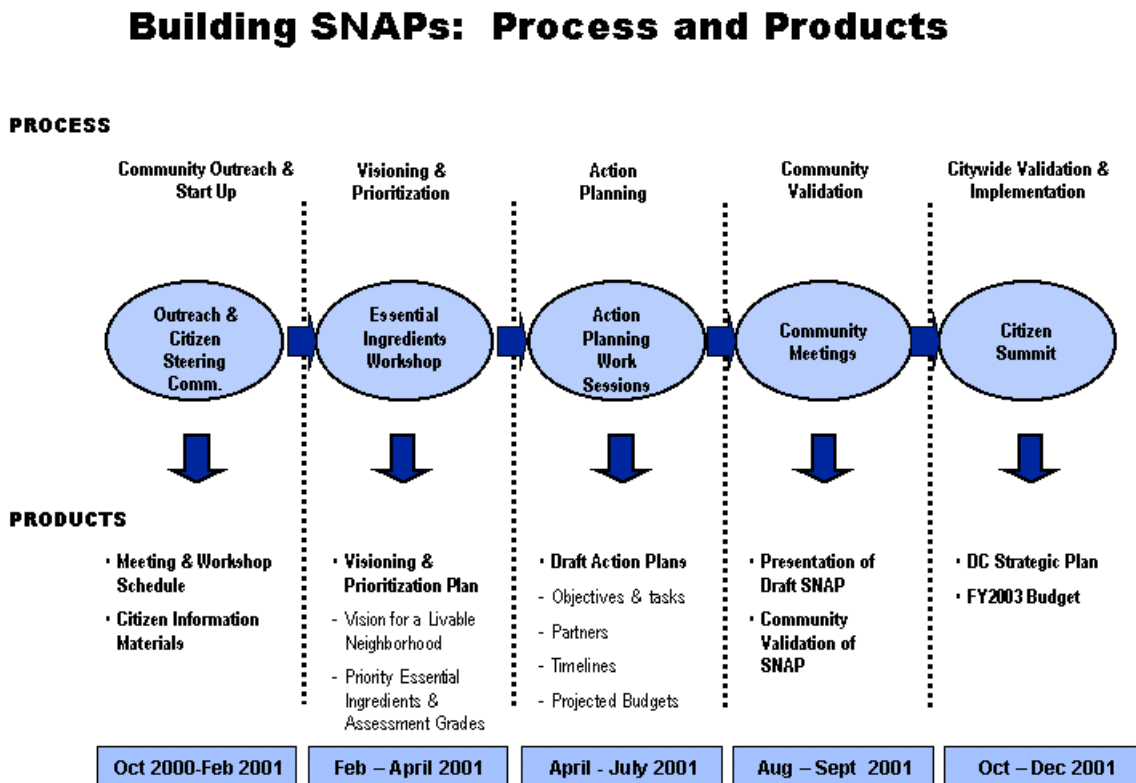 Building SNAPs: Process and Products
PROCESS
Community Outreach &
Start Up
Visioning &
Prioritization
Action
Planning
Community
Validation
Citywide Validation &
Implementation
Outreach &
Citizen
Steering
Comm.
Essential
Ingredients
Workshop
Action
Planning
Work
Sessions
Community
Meetings
Citizen
Summit
PRODUCTS
· Meeting & Workshop
Schedule
· Citizen Information
Materials
· Visioning &
Prioritization Plan
- Vision for a Livable
Neighborhood
- Priority Essential
Ingredients &
Assessment Grades
· Draft Action Plans
- Objectives & tasks
- Partners
- Timelines
- Projected Budgets
· Presentation of
Draft SNAP
· Community
Validation of
SNAP
· DC Strategic Plan
· FY2003 Budget
Oct 2000-Feb 2001
Feb – April 2001
April - July 2001
Aug – Sept 2001
Oct – Dec 2001